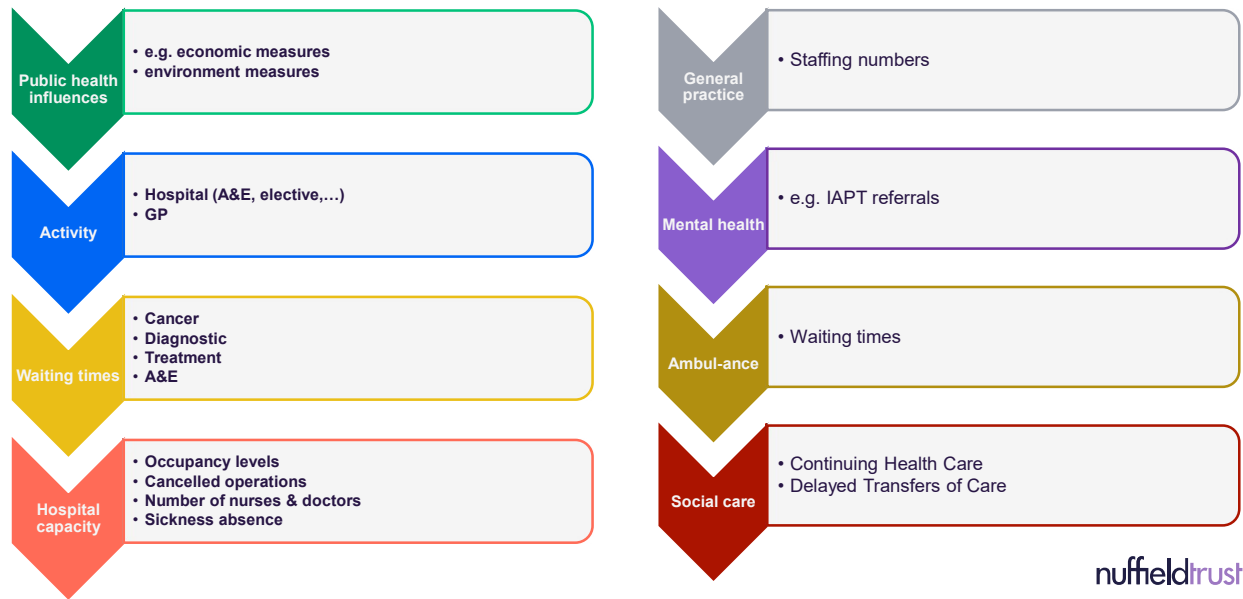 Public health
influences
• e.g. economic measures
• environment measures
Activity
• Hospital (A&E, elective,...)
• GP
Waiting times
• Cancer
• Diagnostic
• Treatment
• A&E
Hospital
capacity
• Occupancy levels
• Cancelled operations
• Number of nurses & doctors
• Sickness absence
General
practice
• Staffing numbers
Mental health
• e.g. IAPT referrals
Ambul-ance
• Waiting times
Social care
• Continuing Health Care
• Delayed Transfers of Care
nuffieldtrust